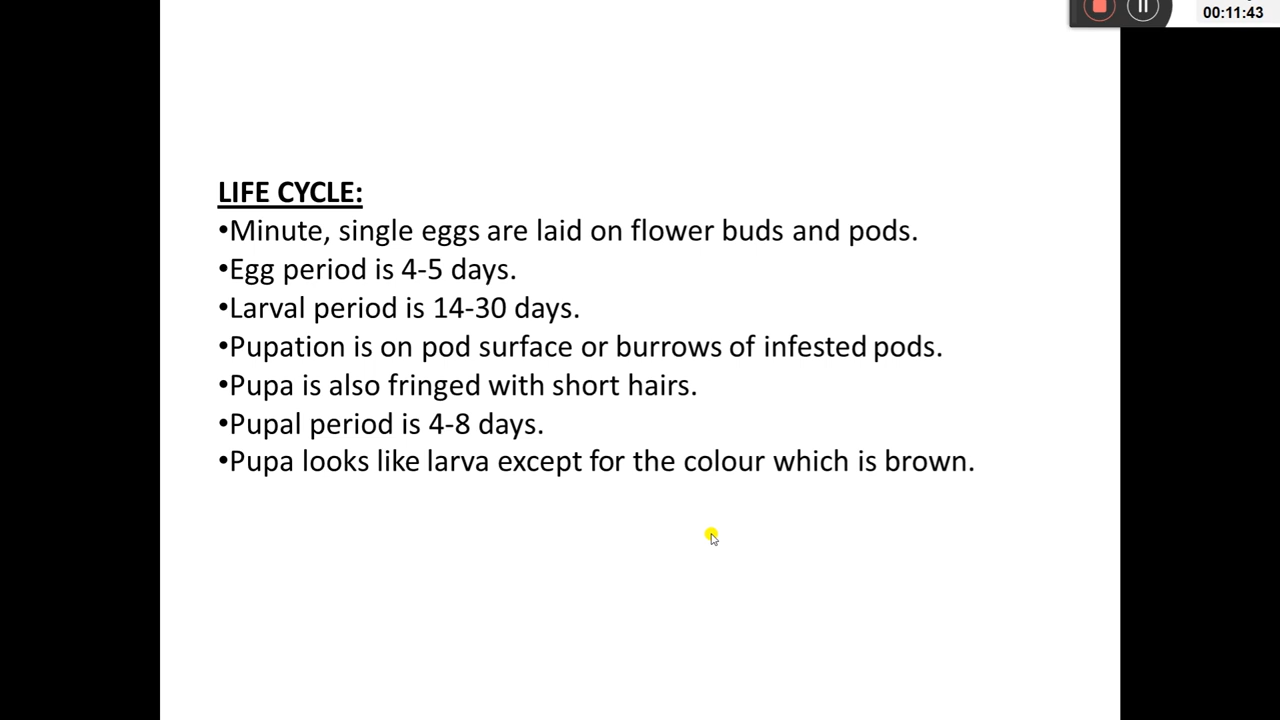 00:11:43
LIFE CYCLE:
•Minute, single eggs are laid on flower buds and pods.
•Egg period is 4-5 days.
•Larval period is 14-30 days.
•Pupation is on pod surface or burrows of infested pods.
•Pupa is also fringed with short hairs.
•Pupal period is 4-8 days.
•Pupa looks like larva except for the colour which is brown.